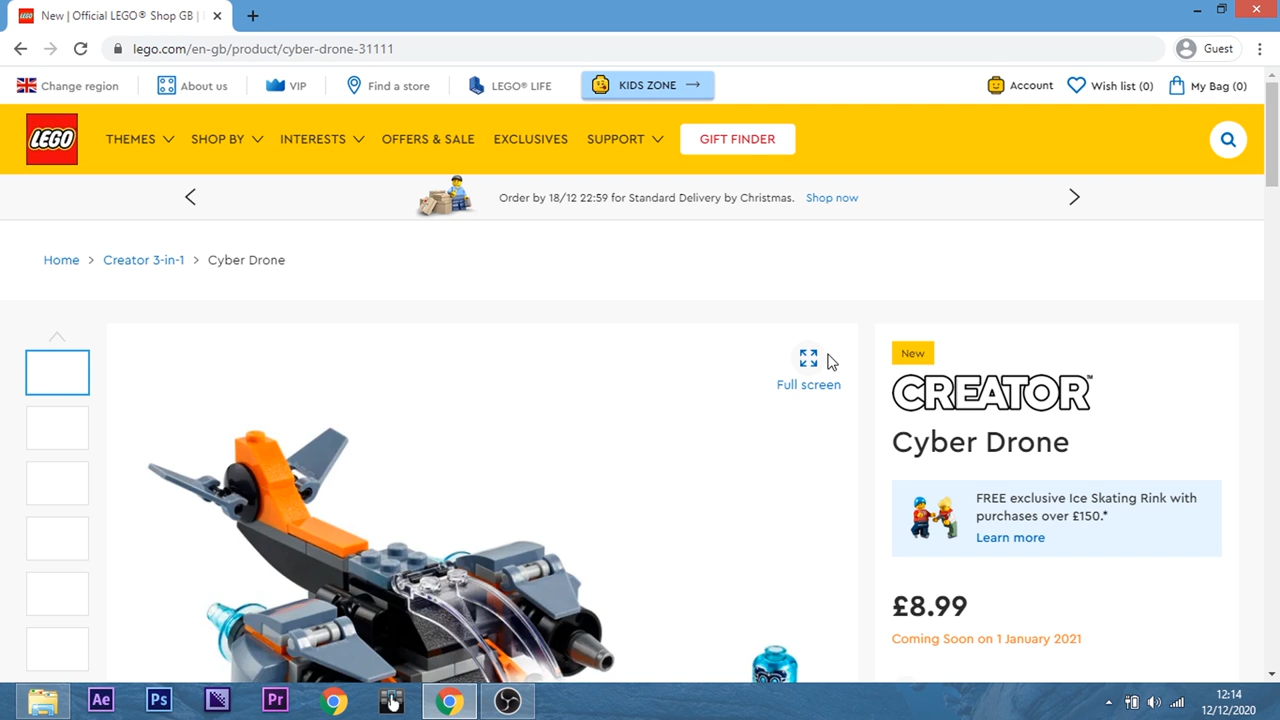 New | Official LEGO® Shop GB |
lego.com/en-gb/product/cyber-drone-31111
Guest
Change region
About us
VIP
Find a store
LEGO® LIFE
KIDS ZONE
Account
Wish list (0)
My Bag (0)
LEGO
THEMES
SHOP BY
INTERESTS
OFFERS & SALE
EXCLUSIVES
SUPPORT
GIFT FINDER
Order by 18/12 22:59 for Standard Delivery by Christmas. Shop now
Home > Creator 3-in-1 > Cyber Drone
Full screen
New
CREATOR™
Cyber Drone
FREE exclusive Ice Skating Rink with
purchases over £150.*
Learn more
£8.99
Coming Soon on 1 January 2021
Ae
Ps
Pr
12:14
12/12/2020